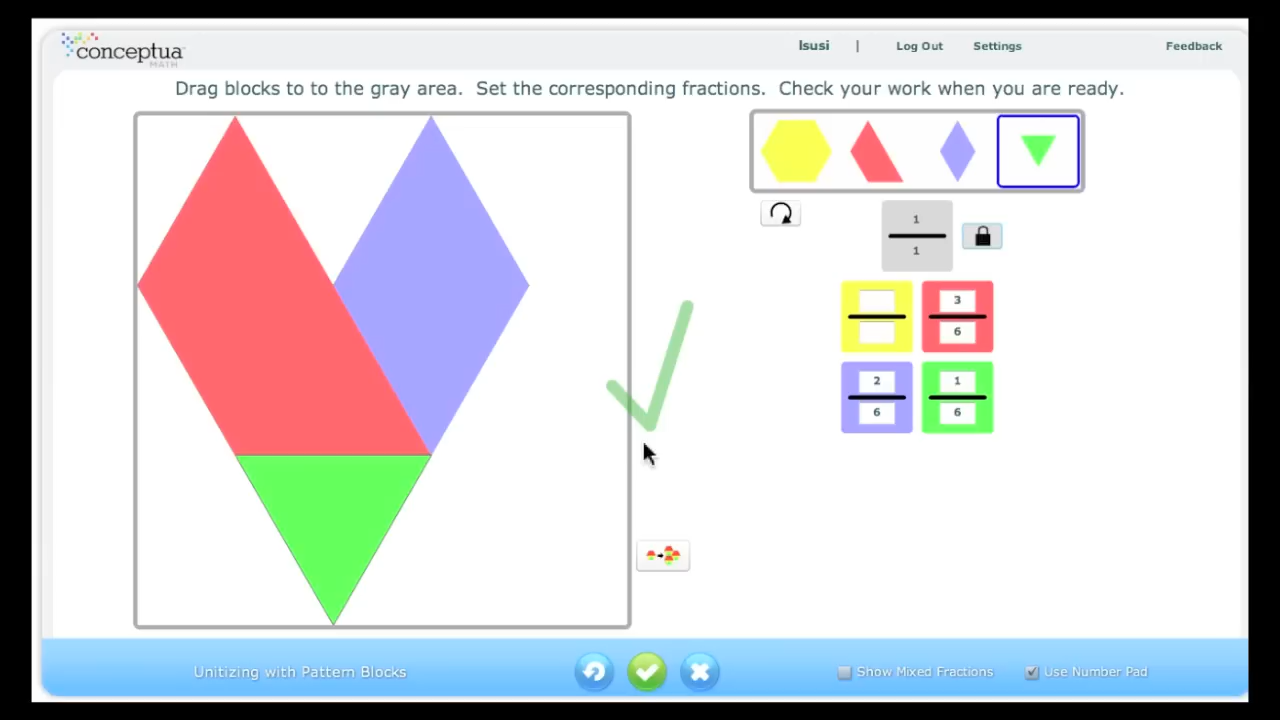 conceptua
MATH
lsusi | Log Out Settings Feedback
Drag blocks to to the gray area. Set the corresponding fractions. Check your work when you are ready.
1
1
3
6
2
6
1
6
Unitizing with Pattern Blocks
Show Mixed Fractions
Use Number Pad